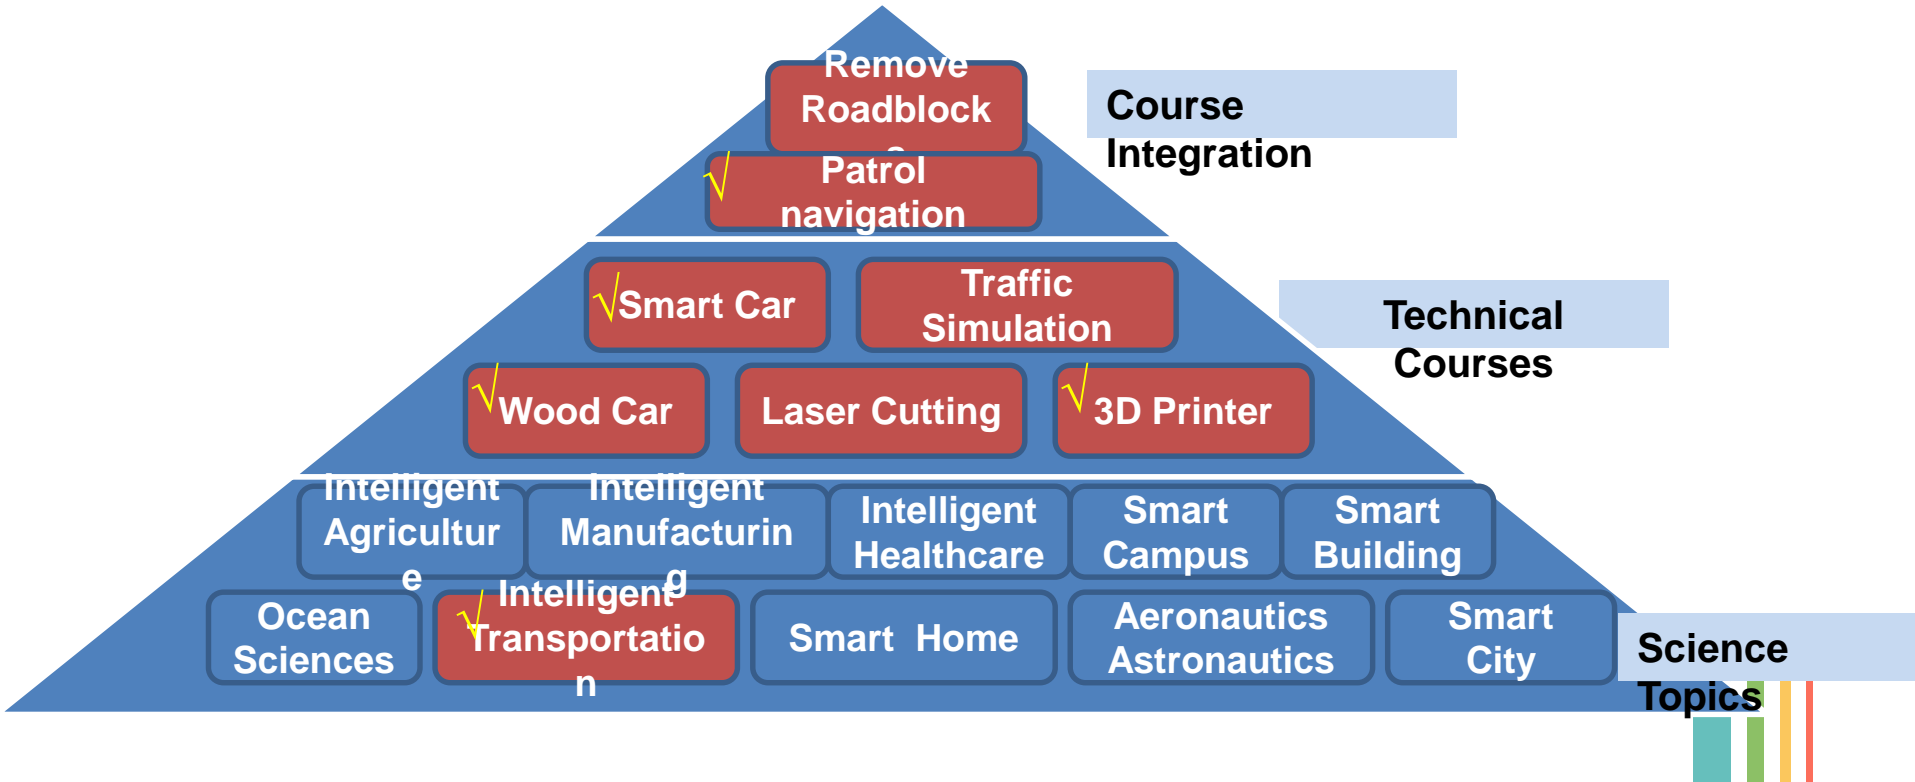 Remove
Roadblock
s
Course
Integration
√
Patrol
navigation
√
Smart Car
Traffic
Simulation
Technical
Courses
√
Wood Car
Laser Cutting
√
3D Printer
Intelligent
Agricultur
e
Intelligent
Manufacturin
g
Intelligent
Healthcare
Smart
Campus
Smart
Building
Ocean
Sciences
√
Intelligent
Transportatio
n
Smart  Home
Aeronautics
Astronautics
Smart
City
Science
Topics